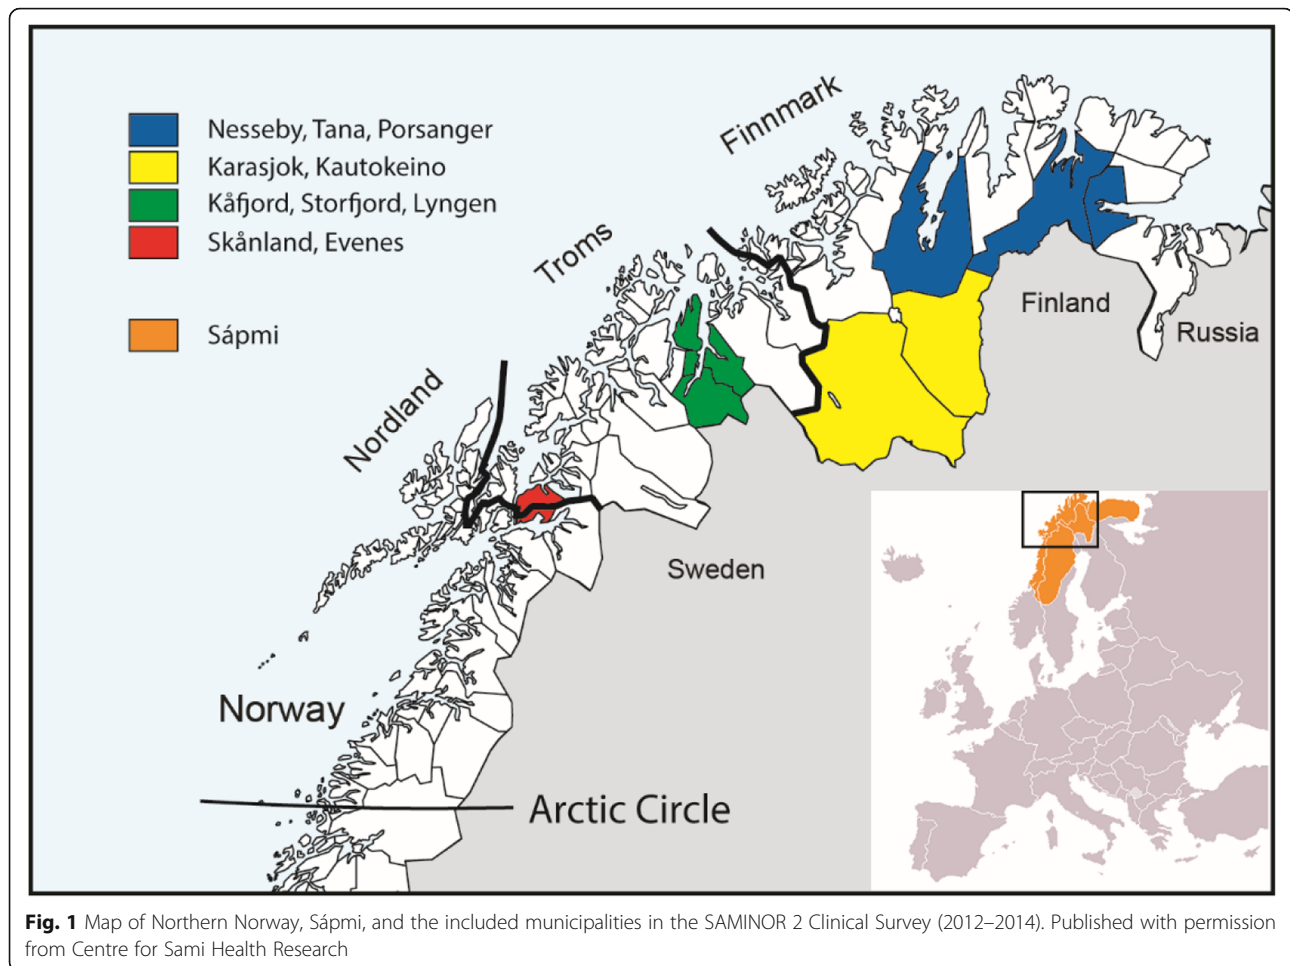 Nesseby, Tana, Porsanger
Karasjok, Kautokeino
Kåfjord, Storfjord, Lyngen
Skånland, Evenes
Sápmi
Finnmark
Troms
Nordland
Finland
Russia
Sweden
Norway
Arctic Circle
Fig. 1 Map of Northern Norway, Sápmi, and the included municipalities in the SAMINOR 2 Clinical Survey (2012–2014). Published with permission
from Centre for Sami Health Research